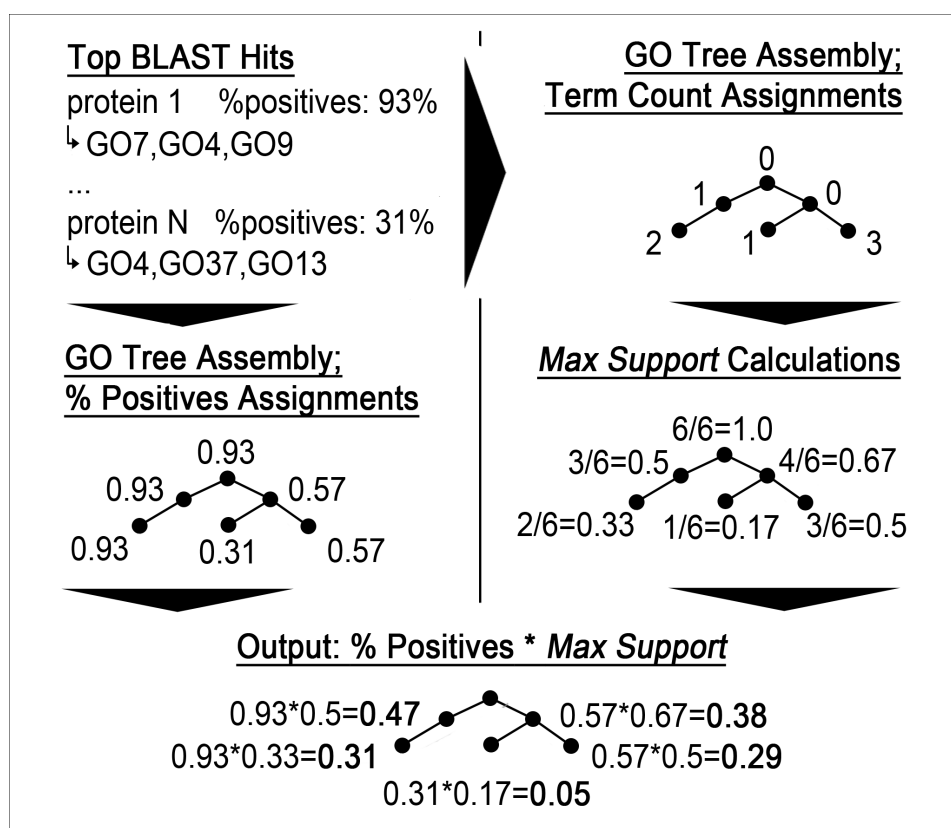 Top BLAST Hits
protein 1 %positives: 93%
↳ GO7,GO4,GO9
...
protein N %positives: 31%
↳ GO4,GO37,GO13
GO Tree Assembly;
Term Count Assignments
0
1 0
2 1 3
GO Tree Assembly;
% Positives Assignments
0.93
0.93 0.57
0.93 0.31 0.57
Max Support Calculations
6/6=1.0
3/6=0.5 4/6=0.67
2/6=0.33 1/6=0.17 3/6=0.5
Output: % Positives * Max Support
0.93*0.5=0.47 0.57*0.67=0.38
0.93*0.33=0.31 0.57*0.5=0.29
0.31*0.17=0.05